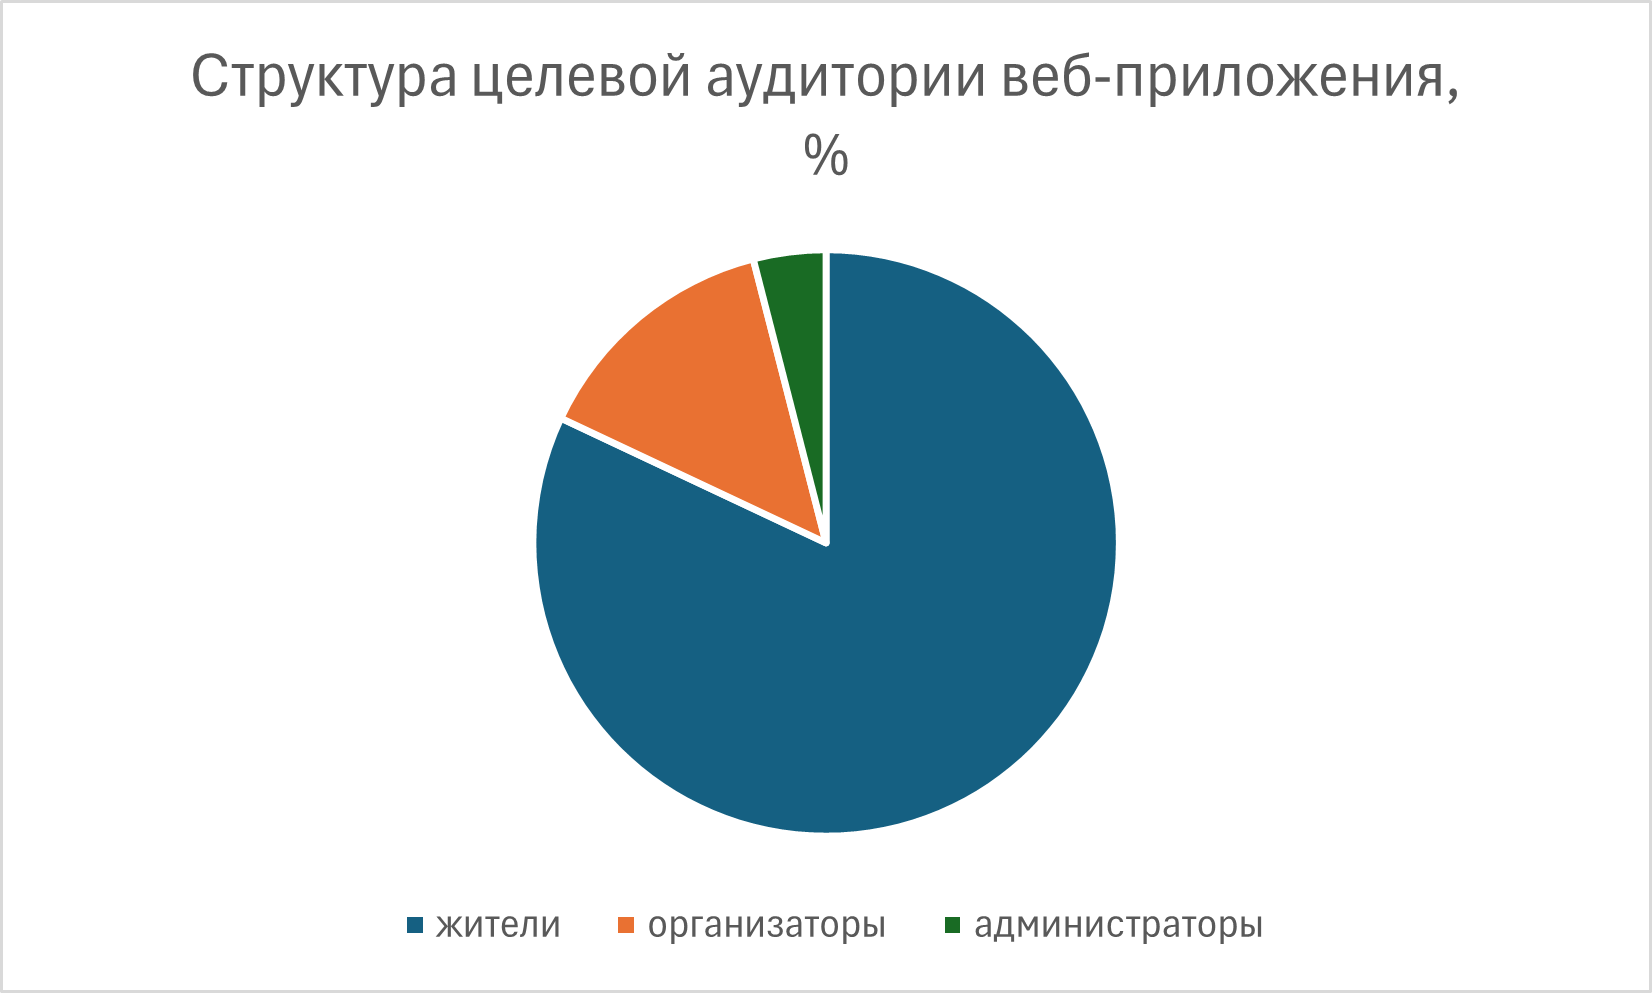 Структура целевой аудитории веб-приложения,
%
жители
организаторы
администраторы